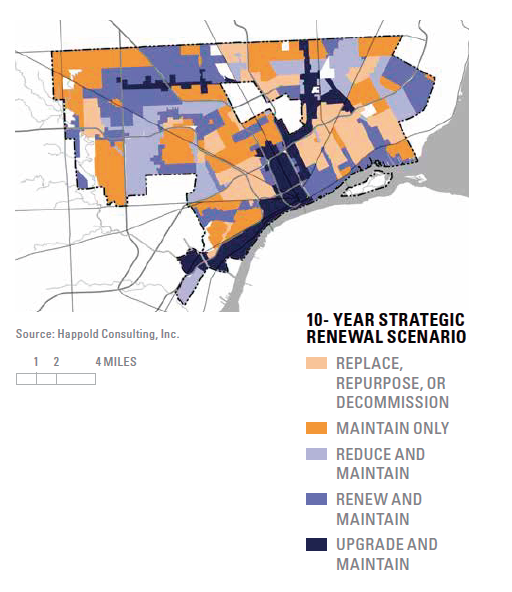 Source: Happold Consulting, Inc.
1 2 4 MILES
10- YEAR STRATEGIC
RENEWAL SCENARIO
REPLACE,
REPURPOSE, OR
DECOMMISSION
MAINTAIN ONLY
REDUCE AND
MAINTAIN
RENEW AND
MAINTAIN
UPGRADE AND
MAINTAIN